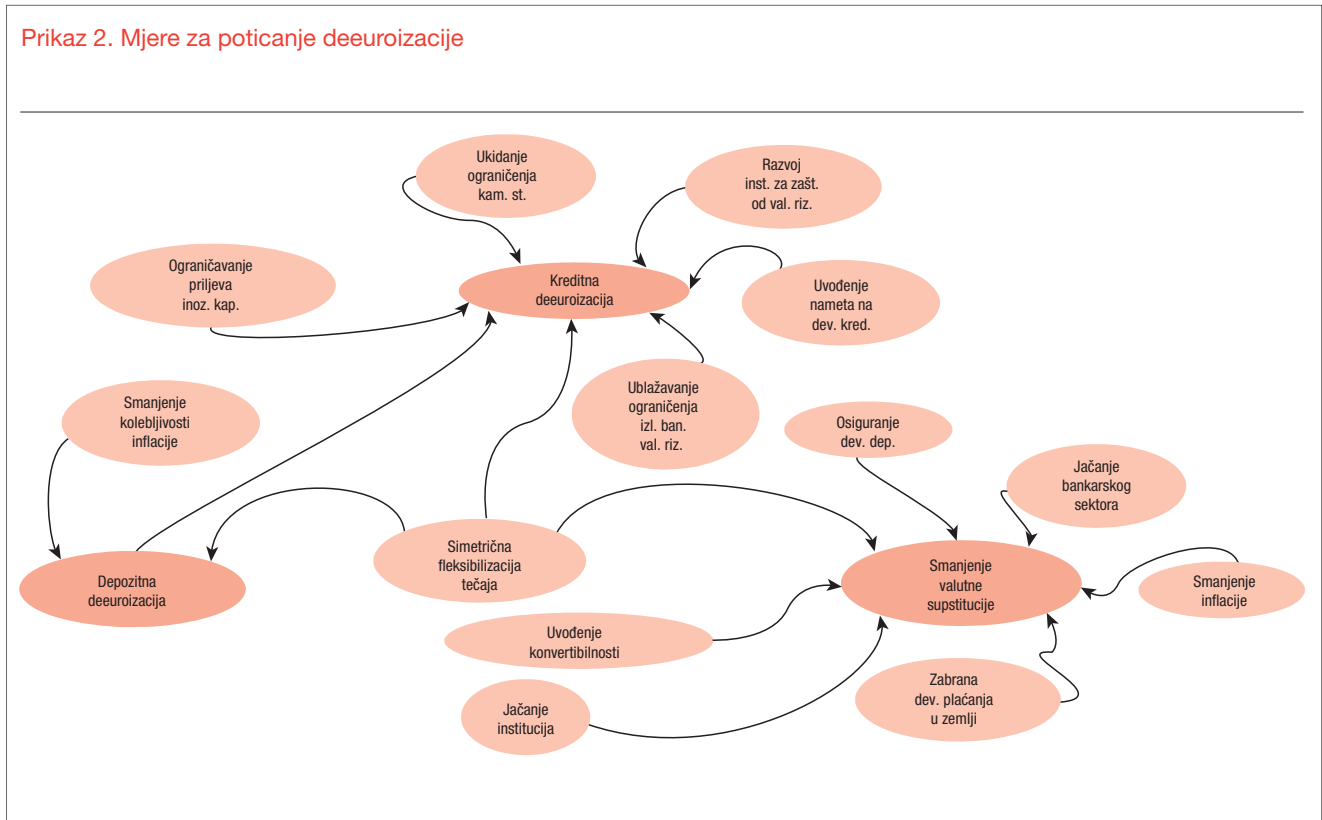 Prikaz 2. Mjere za poticanje deeuroizacije
Ukidanje
ograničenja
kam. st.
Razvoj
inst. za zašt.
od val. riz.
Ograničavanje
priljeva
inoz. kap.
Kreditna
deeuroizacija
Uvođenje
nameta na
dev. kred.
Smanjenje
kolebljivosti
inflacije
Ublažavanje
ograničenja
izl. ban.
val. riz.
Osiguranje
dev. dep.
Jačanje
bankarskog
sektora
Depozitna
deeuroizacija
Simetrična
fleksibilizacija
tečaja
Smanjenje
valutne
supstitucije
Smanjenje
inflacije
Uvođenje
konvertibilnosti
Jačanje
institucija
Zabrana
dev. plaćanja
u zemlji